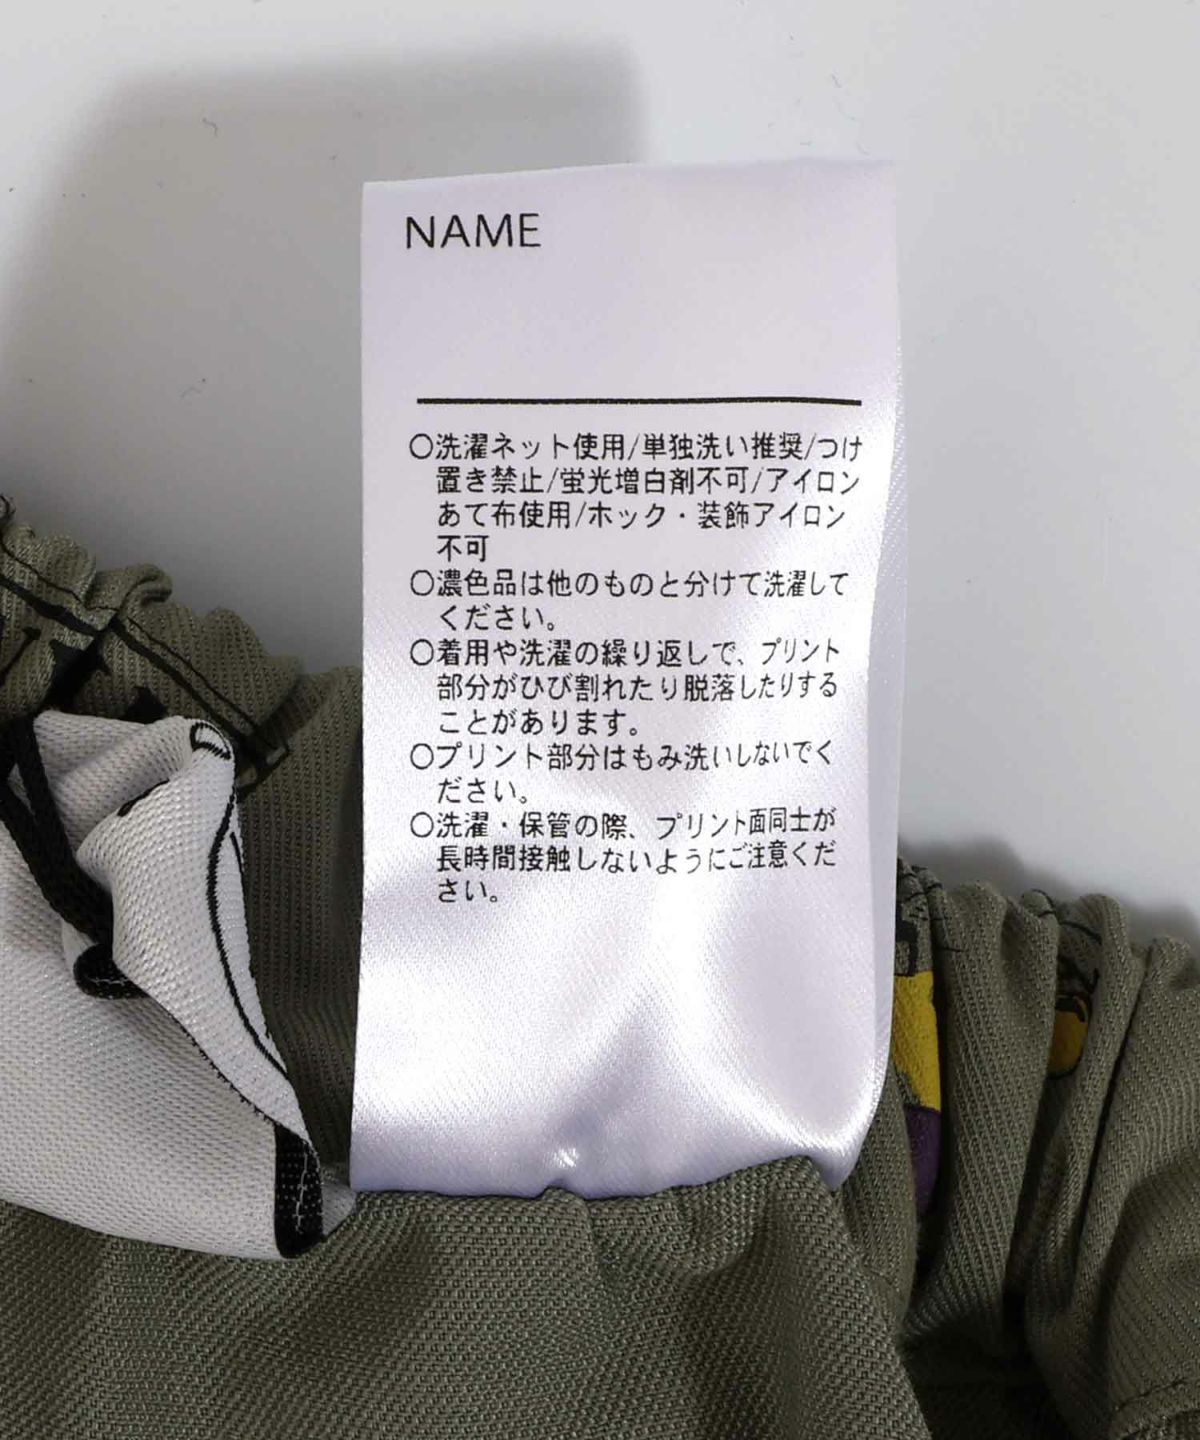 NAME
○洗濯ネット使用/単独洗い推奨/つけ
置き禁止/蛍光増白剤不可/アイロン
あて布使用/ホック・装飾アイロン
不可
○濃色品は他のものと分けて洗濯して
ください。
○着用や洗濯の繰り返しで、プリント
部分がひび割れたり脱落したりする
ことがあります。
○プリント部分はもみ洗いしないでく
ださい。
○洗濯・保管の際、プリント面同士が
長時間接触しないようにご注意くだ
さい。